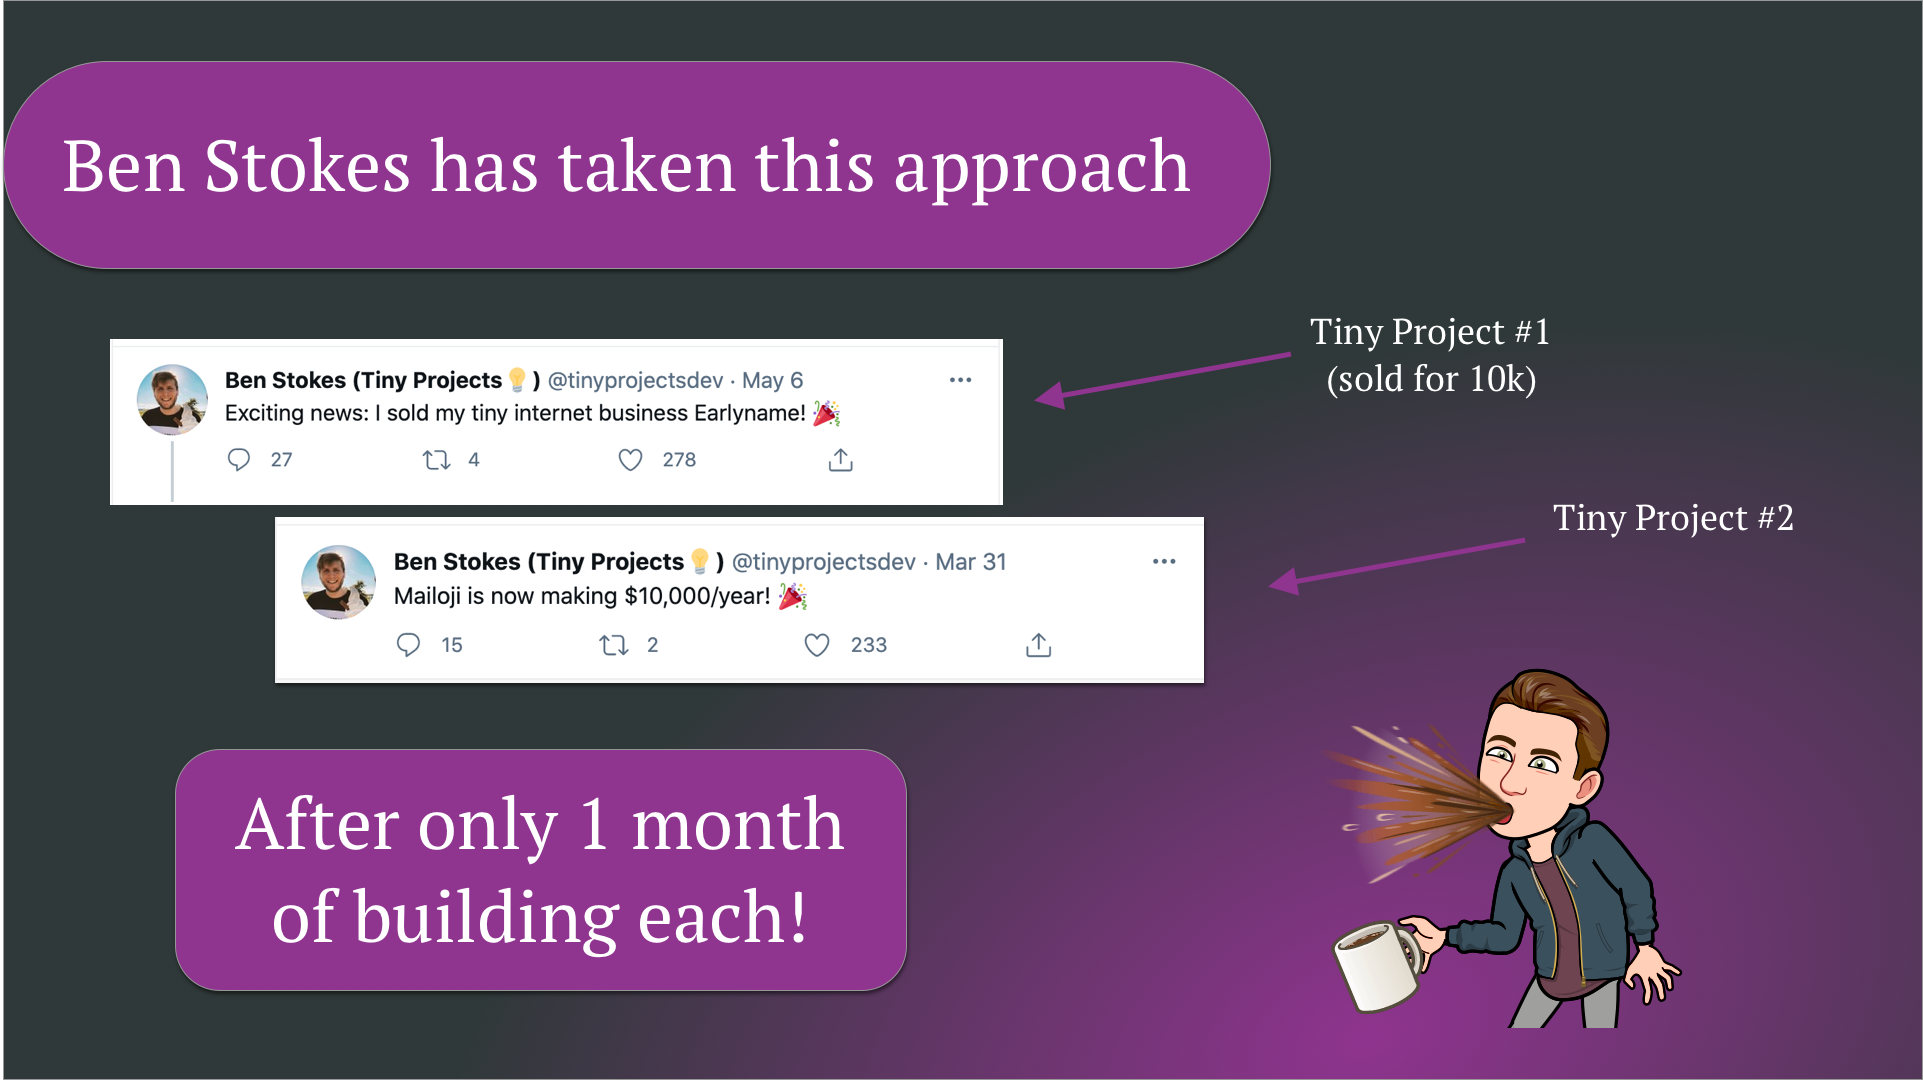 Ben Stokes has taken this approach
Ben Stokes (Tiny Projects💡) @tinyprojectsdev · May 6
Exciting news: I sold my tiny internet business Earlyname! 🎉
27 4 278
Tiny Project #1
(sold for 10k)
Ben Stokes (Tiny Projects💡) @tinyprojectsdev · Mar 31
Mailoji is now making $10,000/year! 🎉
15 2 233
Tiny Project #2
After only 1 month
of building each!